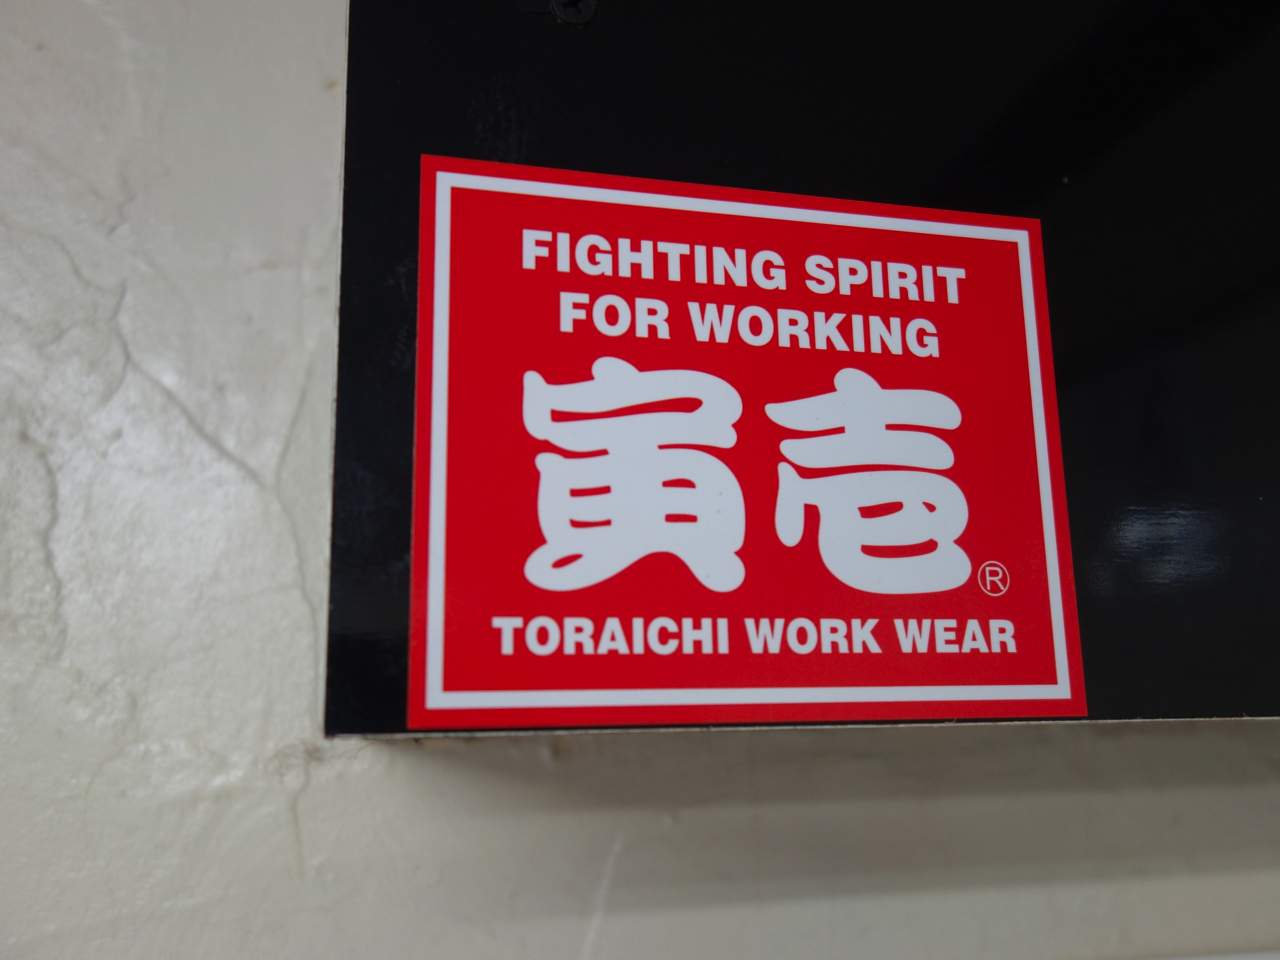 FIGHTING SPIRIT
FOR WORKING
寅壱®
TORAICHI WORK WEAR